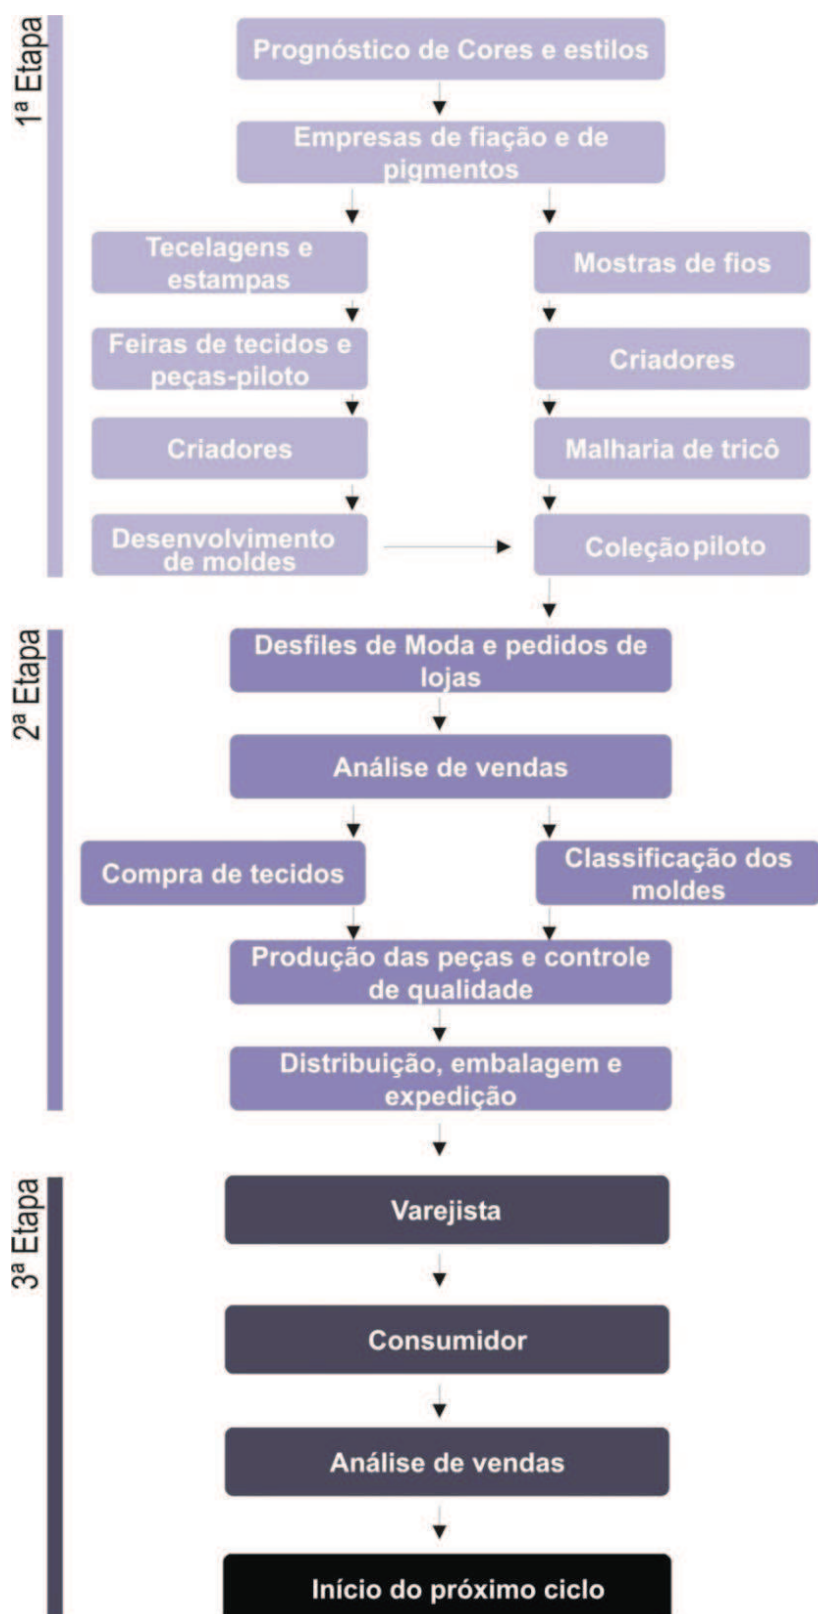 1ª Etapa
Prognóstico de Cores e estilos
Empresas de fiação e de
pigmentos
Tecelagens e
estampas
Mostras de fios
Feiras de tecidos e
peças-piloto
Criadores
Criadores
Malharia de tricô
Desenvolvimento
de moldes
Coleção piloto
2ª Etapa
Desfiles de Moda e pedidos de
lojas
Análise de vendas
Compra de tecidos
Classificação dos
moldes
Produção das peças e controle
de qualidade
Distribuição, embalagem e
expedição
3ª Etapa
Varejista
Consumidor
Análise de vendas
Início do próximo ciclo